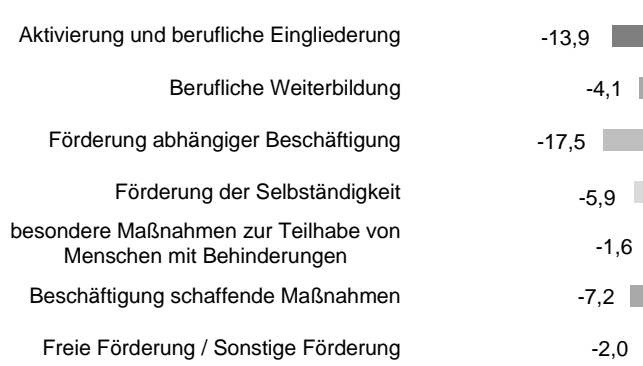 Aktivierung und berufliche Eingliederung -13,9
Berufliche Weiterbildung -4,1
Förderung abhängiger Beschäftigung -17,5
Förderung der Selbständigkeit -5,9
besondere Maßnahmen zur Teilhabe von
Menschen mit Behinderungen -1,6
Beschäftigung schaffende Maßnahmen -7,2
Freie Förderung / Sonstige Förderung -2,0